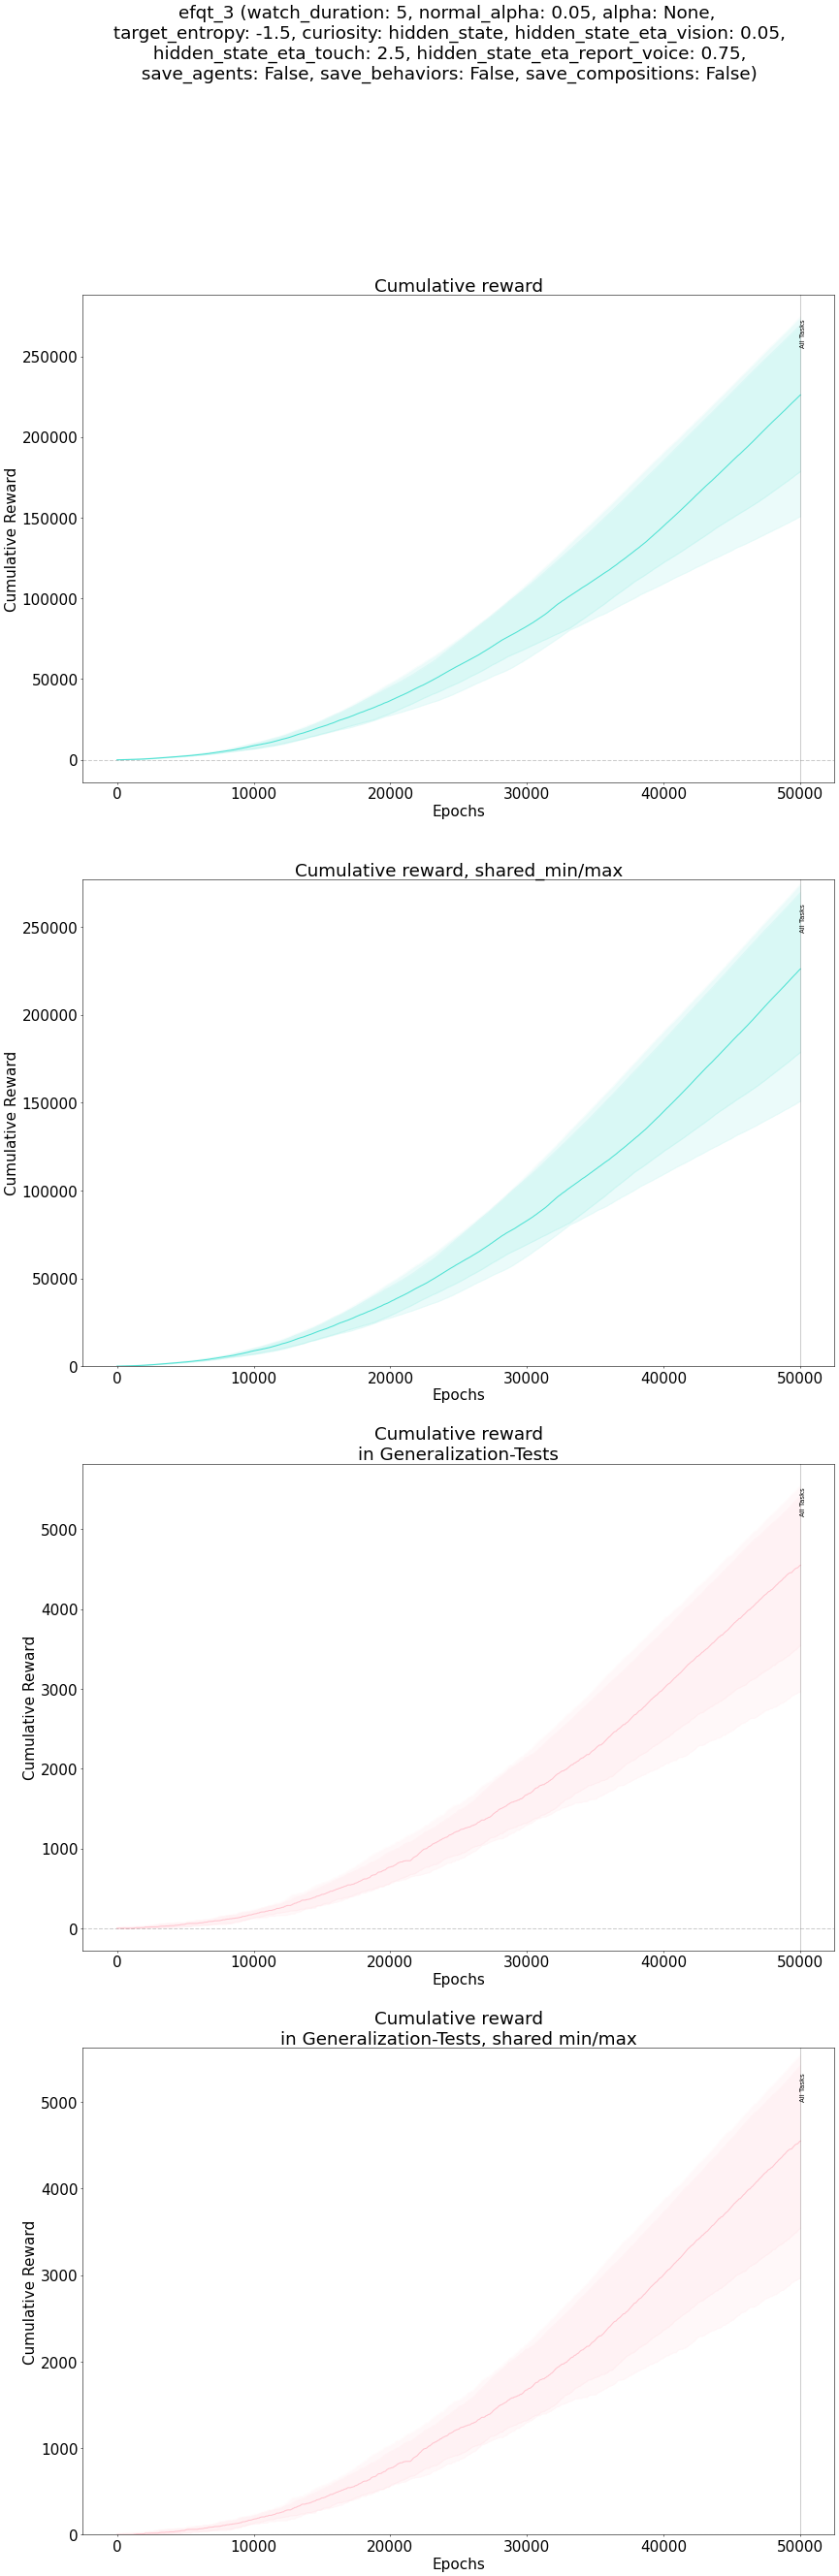 efqt_3 (watch_duration: 5, normal_alpha: 0.05, alpha: None,
target_entropy: -1.5, curiosity: hidden_state, hidden_state_eta_vision: 0.05,
hidden_state_eta_touch: 2.5, hidden_state_eta_report_voice: 0.75,
save_agents: False, save_behaviors: False, save_compositions: False)
Cumulative reward
Cumulative Reward
250000
200000
150000
100000
50000
0
All Tasks
0 10000 20000 30000 40000 50000
Epochs
Cumulative reward, shared_min/max
Cumulative Reward
250000
200000
150000
100000
50000
0
All Tasks
0 10000 20000 30000 40000 50000
Epochs
Cumulative reward
in Generalization-Tests
Cumulative Reward
5000
4000
3000
2000
1000
0
All Tasks
0 10000 20000 30000 40000 50000
Epochs
Cumulative reward
in Generalization-Tests, shared min/max
Cumulative Reward
5000
4000
3000
2000
1000
0
All Tasks
0 10000 20000 30000 40000 50000
Epochs